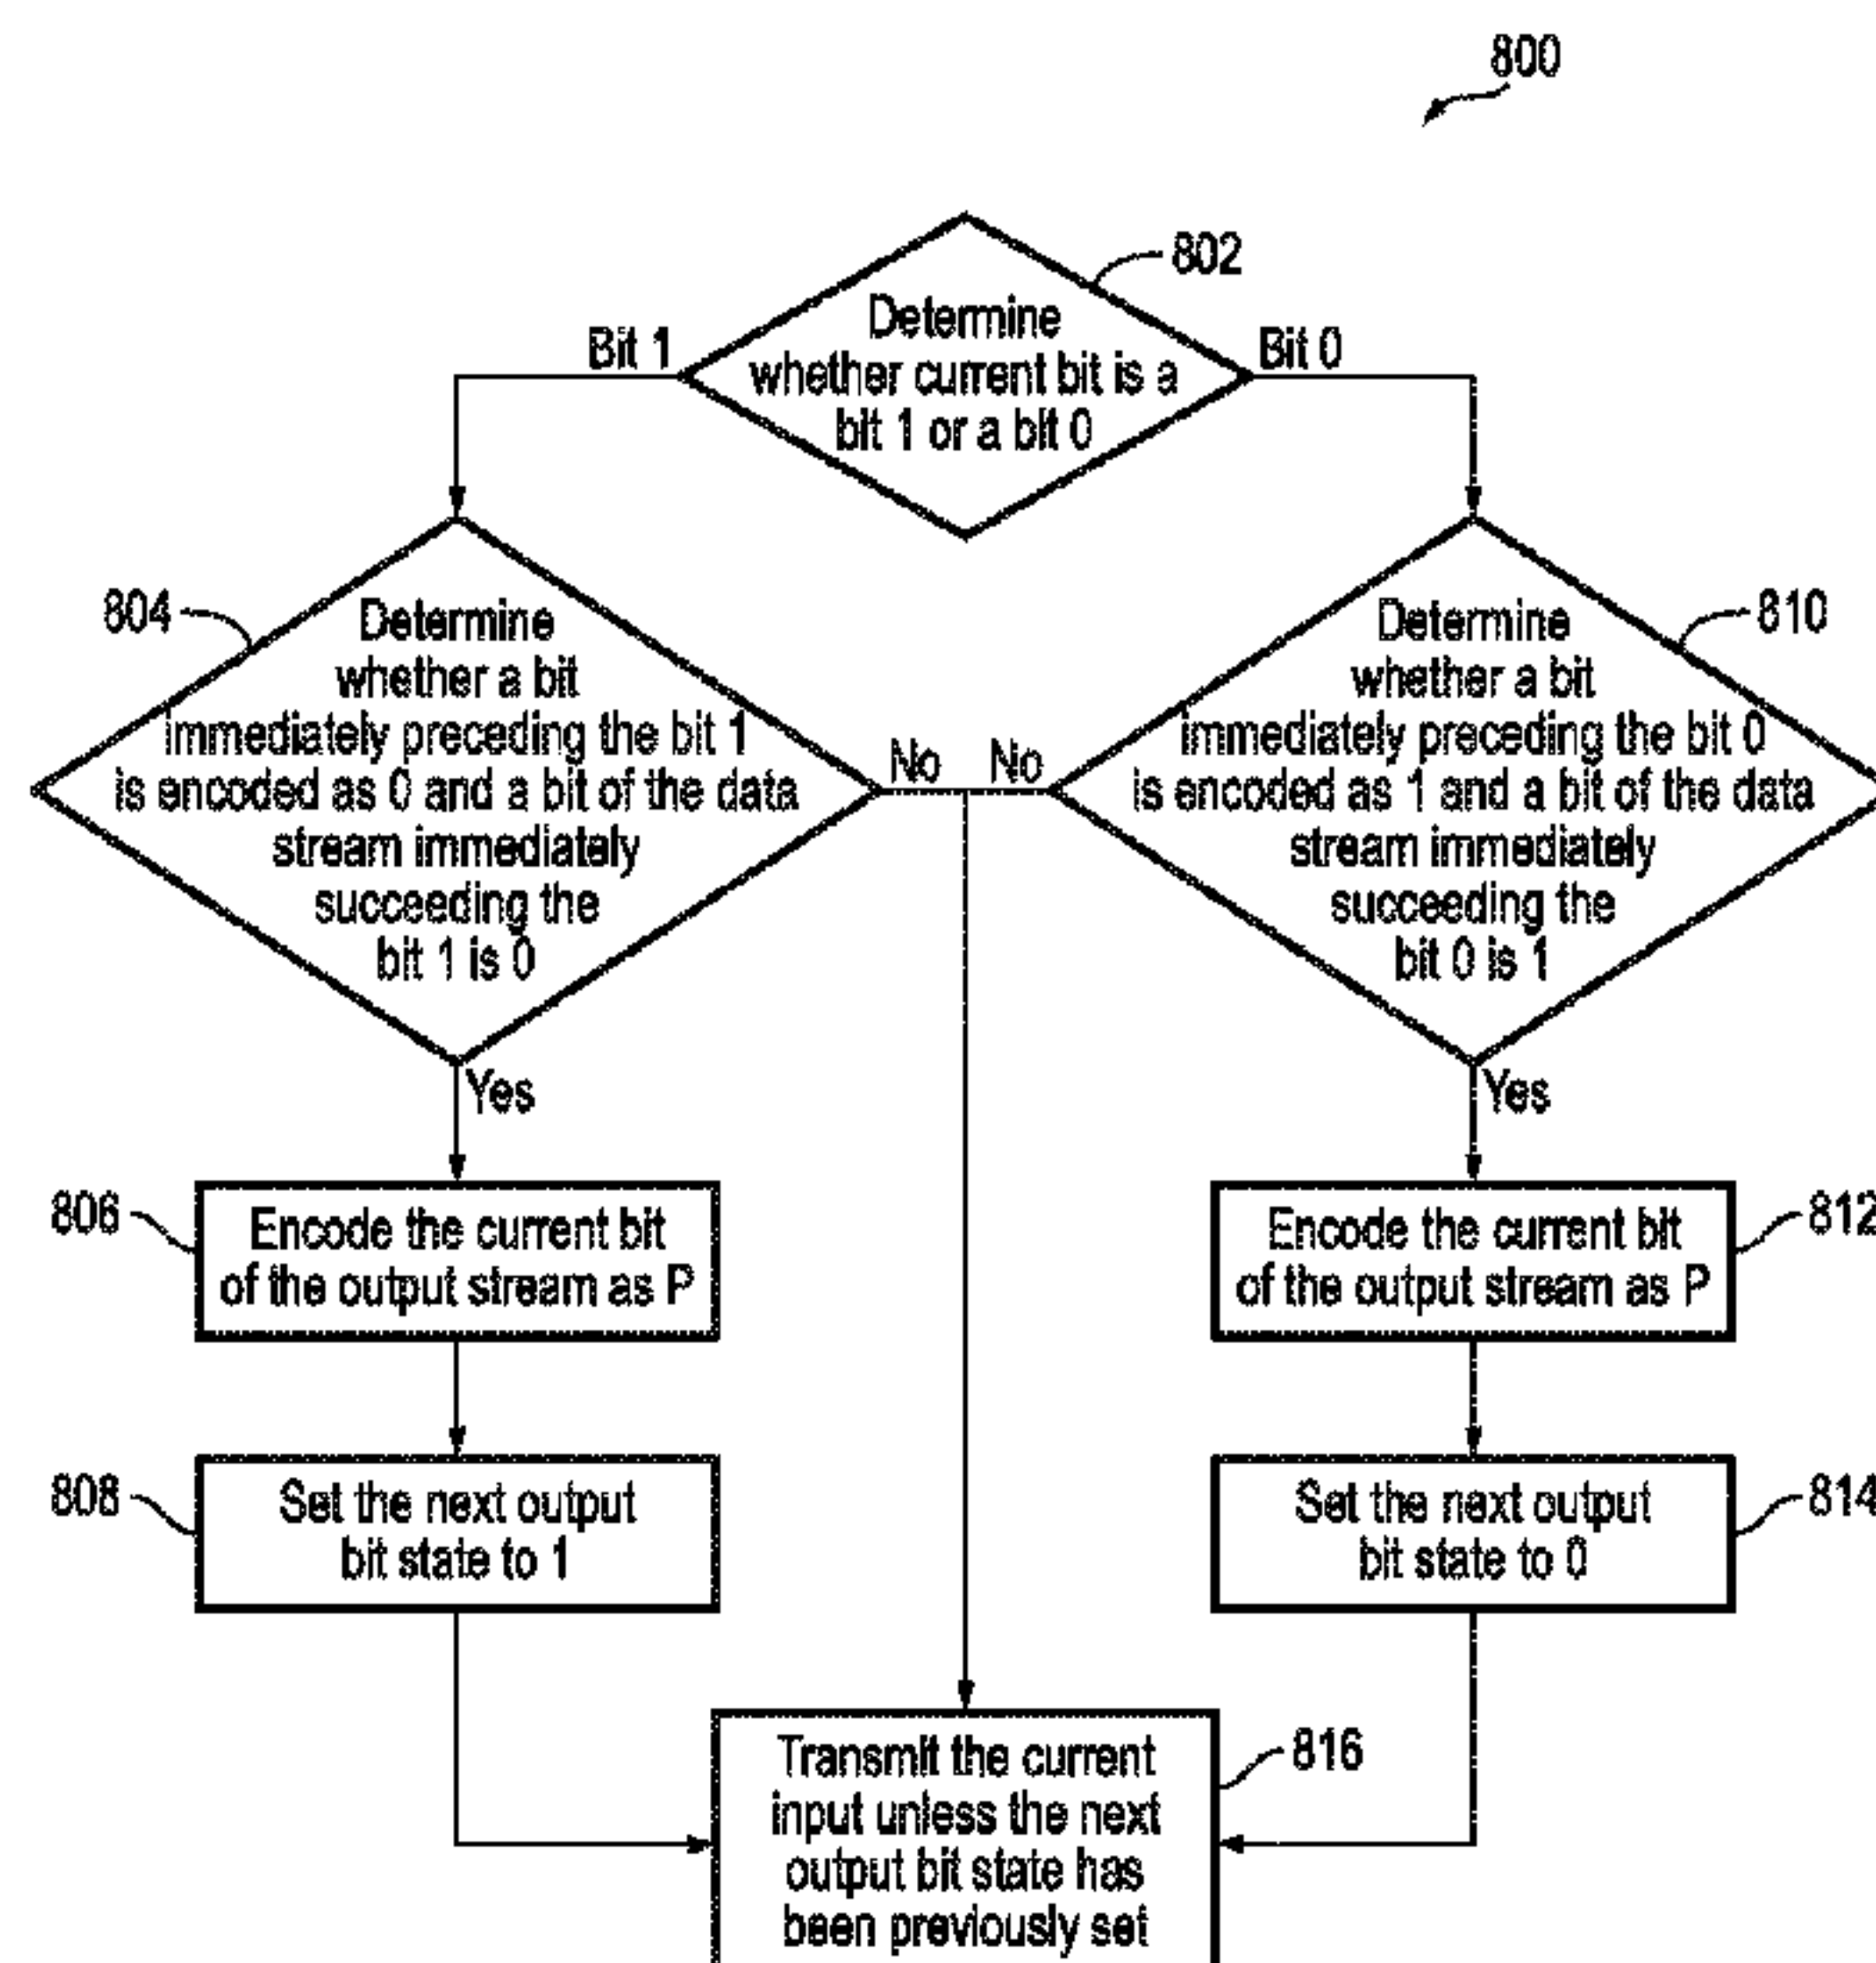 800
802
Determine
whether current bit is a
bit 1 or a bit 0
Bit 1
Bit 0
804
Determine
whether a bit
immediately preceding the bit 1
is encoded as 0 and a bit of the data
stream immediately
succeeding the
bit 1 is 0
No
No
810
Determine
whether a bit
immediately preceding the bit 0
is encoded as 1 and a bit of the data
stream immediately
succeeding the
bit 0 is 1
Yes
Yes
806
Encode the current bit
of the output stream as P
812
Encode the current bit
of the output stream as P
808
Set the next output
bit state to 1
814
Set the next output
bit state to 0
816
Transmit the current
input unless the next
output bit state has
been previously set